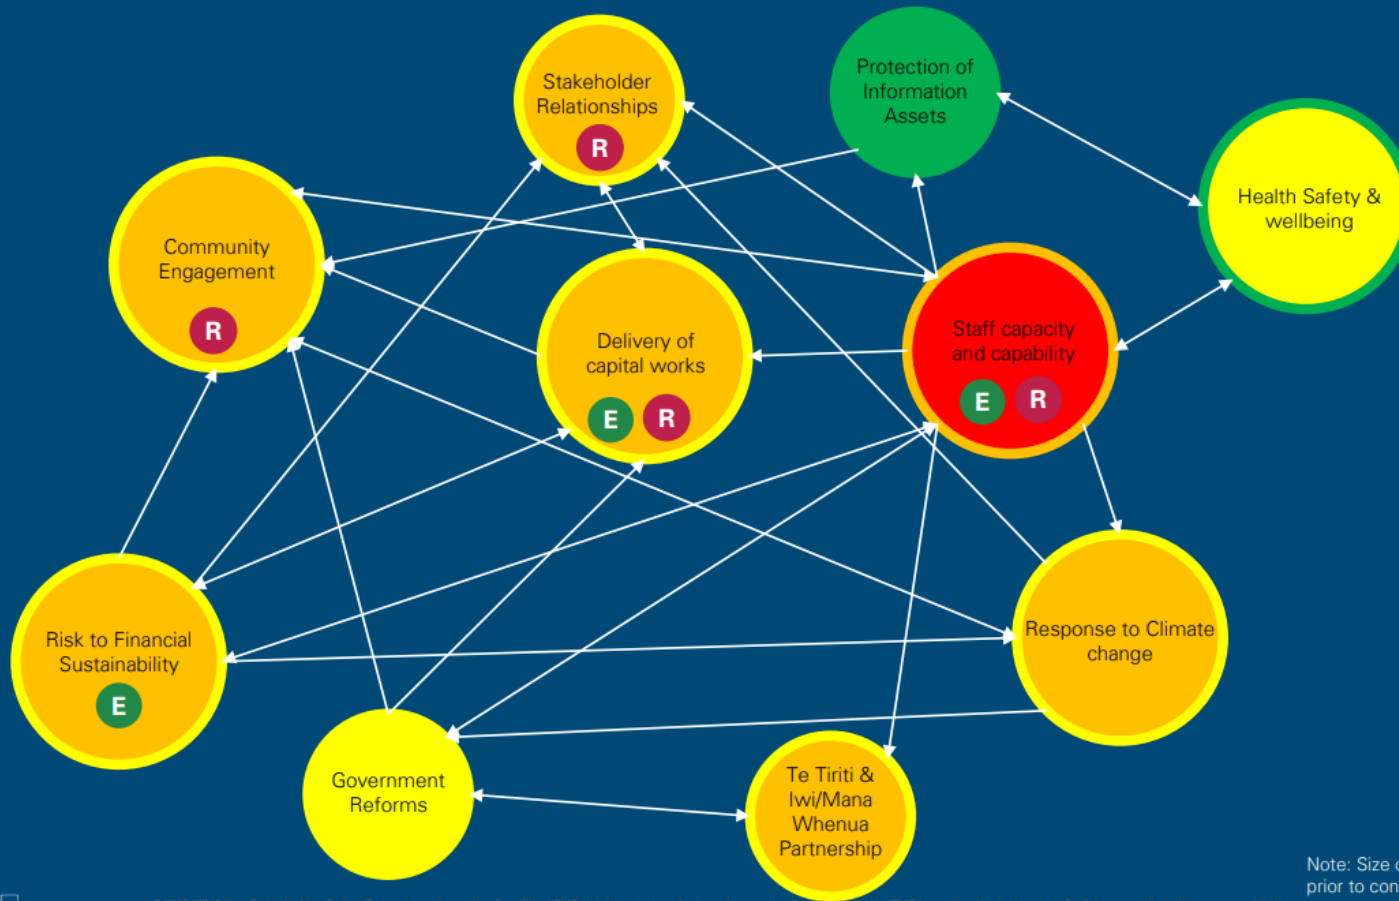 Stakeholder
Relationships
R
Protection of
Information
Assets
Health Safety &
wellbeing
Community
Engagement
R
Delivery of
capital works
E R
Staff capacity
and capability
E R
Risk to Financial
Sustainability
E
Response to Climate
change
Government
Reforms
Te Tiriti &
Iwi/Mana
Whenua
Partnership
Note: Size
prior to